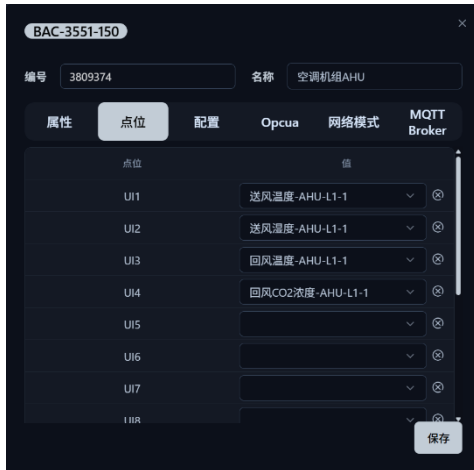 BAC-3551-150
编号 3809374 名称 空调机组AHU
属性 点位 配置 Opcua 网络模式 MQTT Broker
点位 值
UI1 送风温度-AHU-L1-1
UI2 送风湿度-AHU-L1-1
UI3 回风温度-AHU-L1-1
UI4 回风CO2浓度-AHU-L1-1
UI5
UI6
UI7
UI8
保存